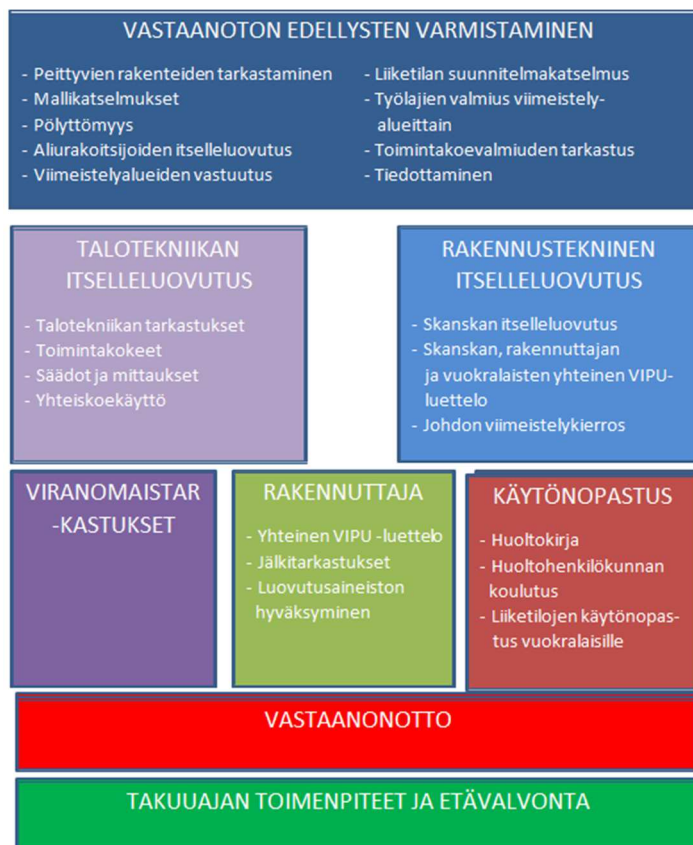 VASTAANOTON EDELLYSTEN VARMISTAMINEN
- Peittyvien rakenteiden tarkastaminen
- Mallikatselmukset
- Pölyttömyys
- Aliurakoitsijoiden itselleluovutus
- Viimeistelyalueiden vastuutus
- Liiketilan suunnitelmakatselmus
- Työlajien valmius viimeistely-
alueittain
- Toimintakoevalmiuden tarkastus
- Tiedottaminen
TALOTEKNIIKAN
ITSELLELUOVUTUS
- Talotekniikan tarkastukset
- Toimintakokeet
- Säädöt ja mittaukset
- Yhteiskoekäyttö
RAKENNUSTEKNINEN
ITSELLELUOVUTUS
- Skanskan itselleluovutus
- Skanskan, rakennuttajan
ja vuokralaisten yhteinen VIPU-
luettelo
- Johdon viimeistelykierros
VIRANOMAISTAR
-KASTUKSET
RAKENNUTTAJA
- Yhteinen VIPU -luettelo
- Jälkitarkastukset
- Luovutusaineiston
hyväksyminen
KÄYTÖNOPASTUS
- Huoltokirja
- Huoltohenkilökunnan
koulutus
- Liiketilojen käytönopas-
tus vuokralaisille
VASTAANONOTTO
TAKUUAJAN TOIMENPITEET JA ETÄVALVONTA